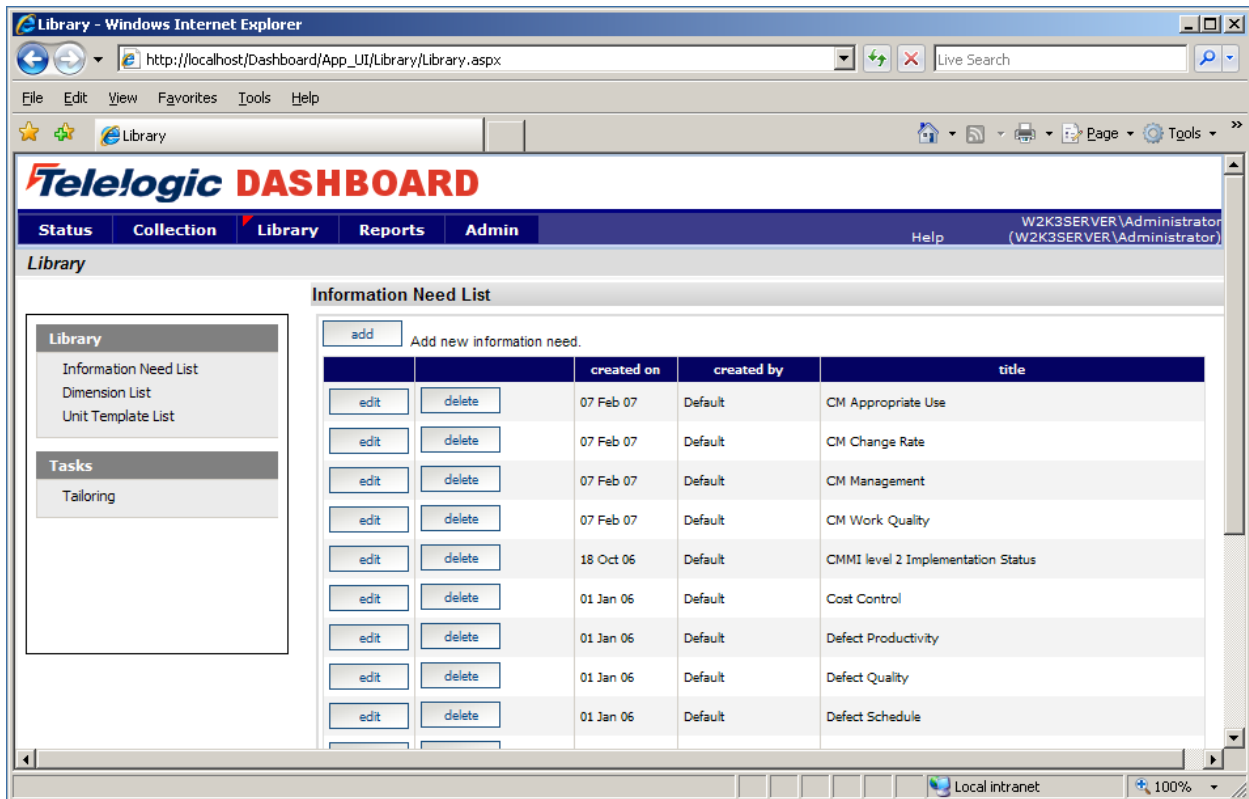 Library - Windows Internet Explorer
http://localhost/Dashboard/App_UI/Library/Library.aspx
Live Search
File Edit View Favorites Tools Help
Library
Page Tools »
Telelogic DASHBOARD
Status Collection Library Reports Admin
Help
W2K3SERVER\Administrator
(W2K3SERVER\Administrator)
Library
Information Need List
Library
Information Need List
Dimension List
Unit Template List
Tasks
Tailoring
add Add new information need.
created on created by title
edit delete 07 Feb 07 Default CM Appropriate Use
edit delete 07 Feb 07 Default CM Change Rate
edit delete 07 Feb 07 Default CM Management
edit delete 07 Feb 07 Default CM Work Quality
edit delete 18 Oct 06 Default CMMI level 2 Implementation Status
edit delete 01 Jan 06 Default Cost Control
edit delete 01 Jan 06 Default Defect Productivity
edit delete 01 Jan 06 Default Defect Quality
edit delete 01 Jan 06 Default Defect Schedule
Local intranet 100%